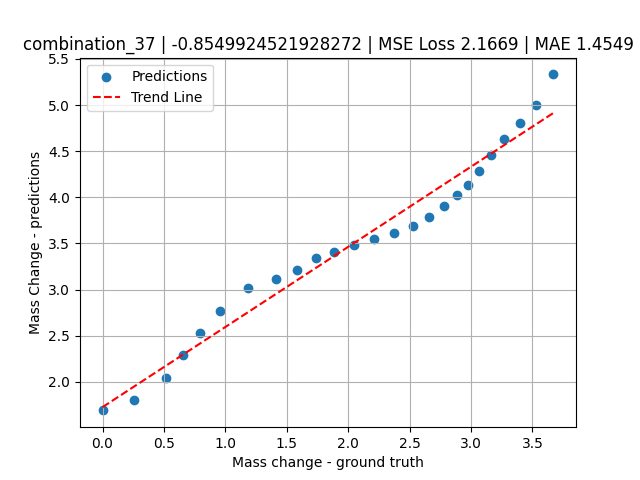 combination_37 | -0.8549924521928272 | MSE Loss 2.1669 | MAE 1.4549
Predictions
Trend Line
5.5
5.0
4.5
4.0
3.5
3.0
2.5
2.0
Mass Change - predictions
0.0 0.5 1.0 1.5 2.0 2.5 3.0 3.5
Mass change - ground truth